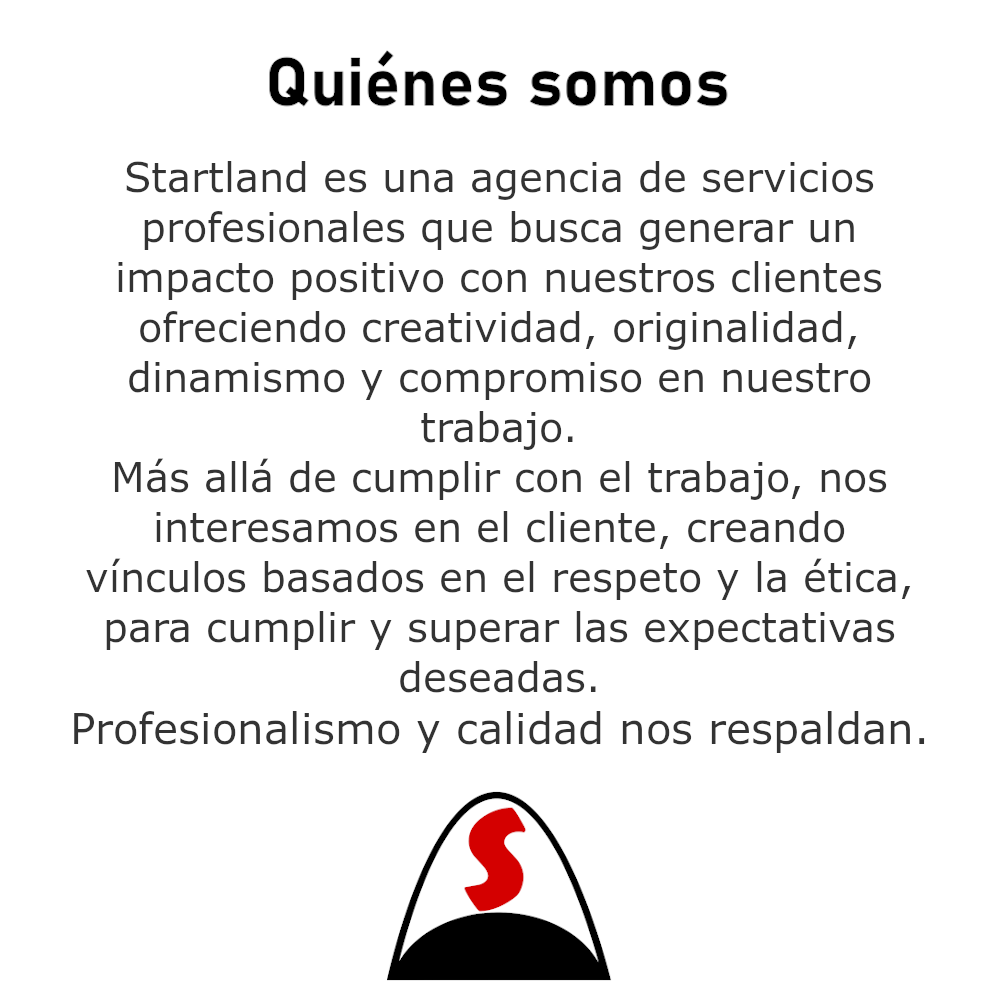 Quiénes somos
Startland es una agencia de servicios
profesionales que busca generar un
impacto positivo con nuestros clientes
ofreciendo creatividad, originalidad,
dinamismo y compromiso en nuestro
trabajo.
Más allá de cumplir con el trabajo, nos
interesamos en el cliente, creando
vínculos basados en el respeto y la ética,
para cumplir y superar las expectativas
deseadas.
Profesionalismo y calidad nos respaldan.
S